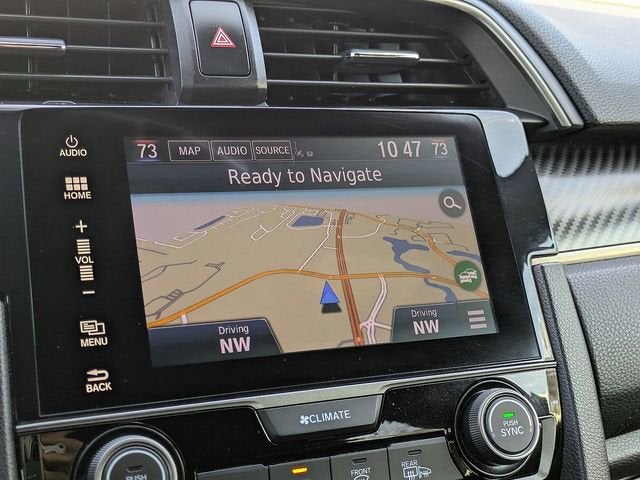 AUDIO
HOME
+
VOL
−
MENU
BACK
73 MAP AUDIO SOURCE 10 47 73
Ready to Navigate
Driving
NW
Driving
NW
CLIMATE
PUSH
SYNC
PUSH
FRONT
REAR